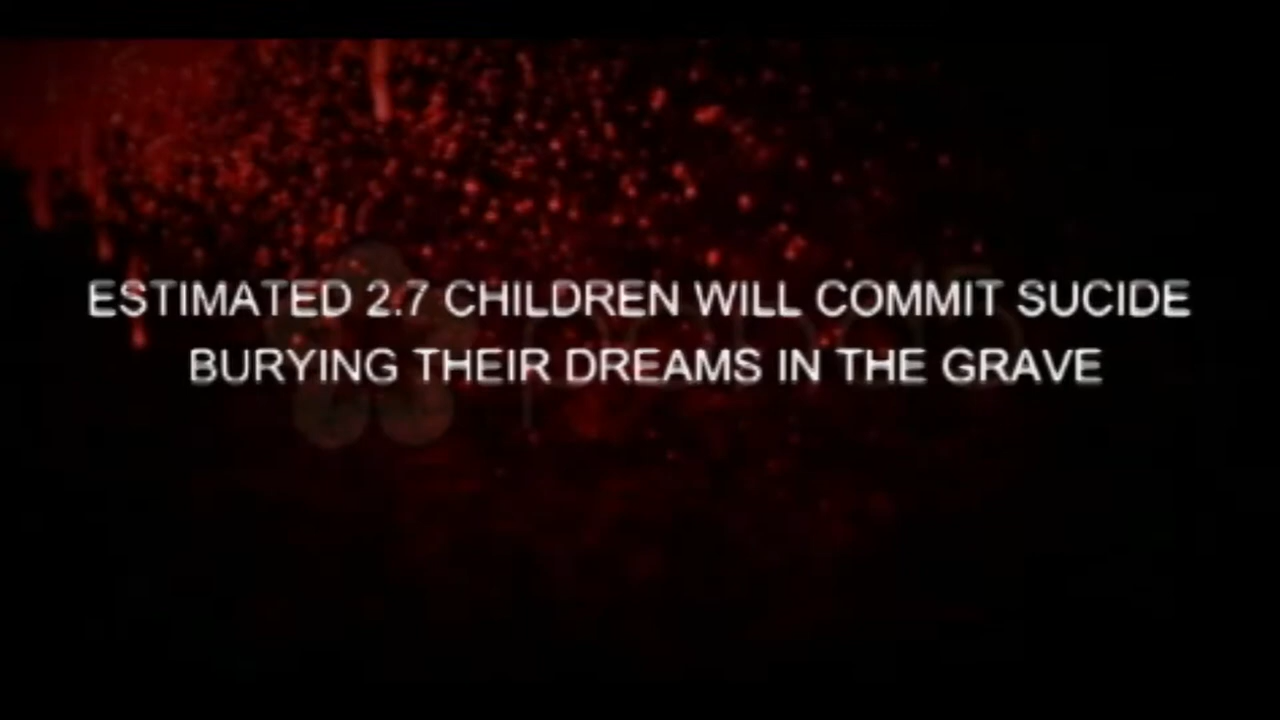 ESTIMATED 2.7 CHILDREN WILL COMMIT SUCIDE
BURYING THEIR DREAMS IN THE GRAVE